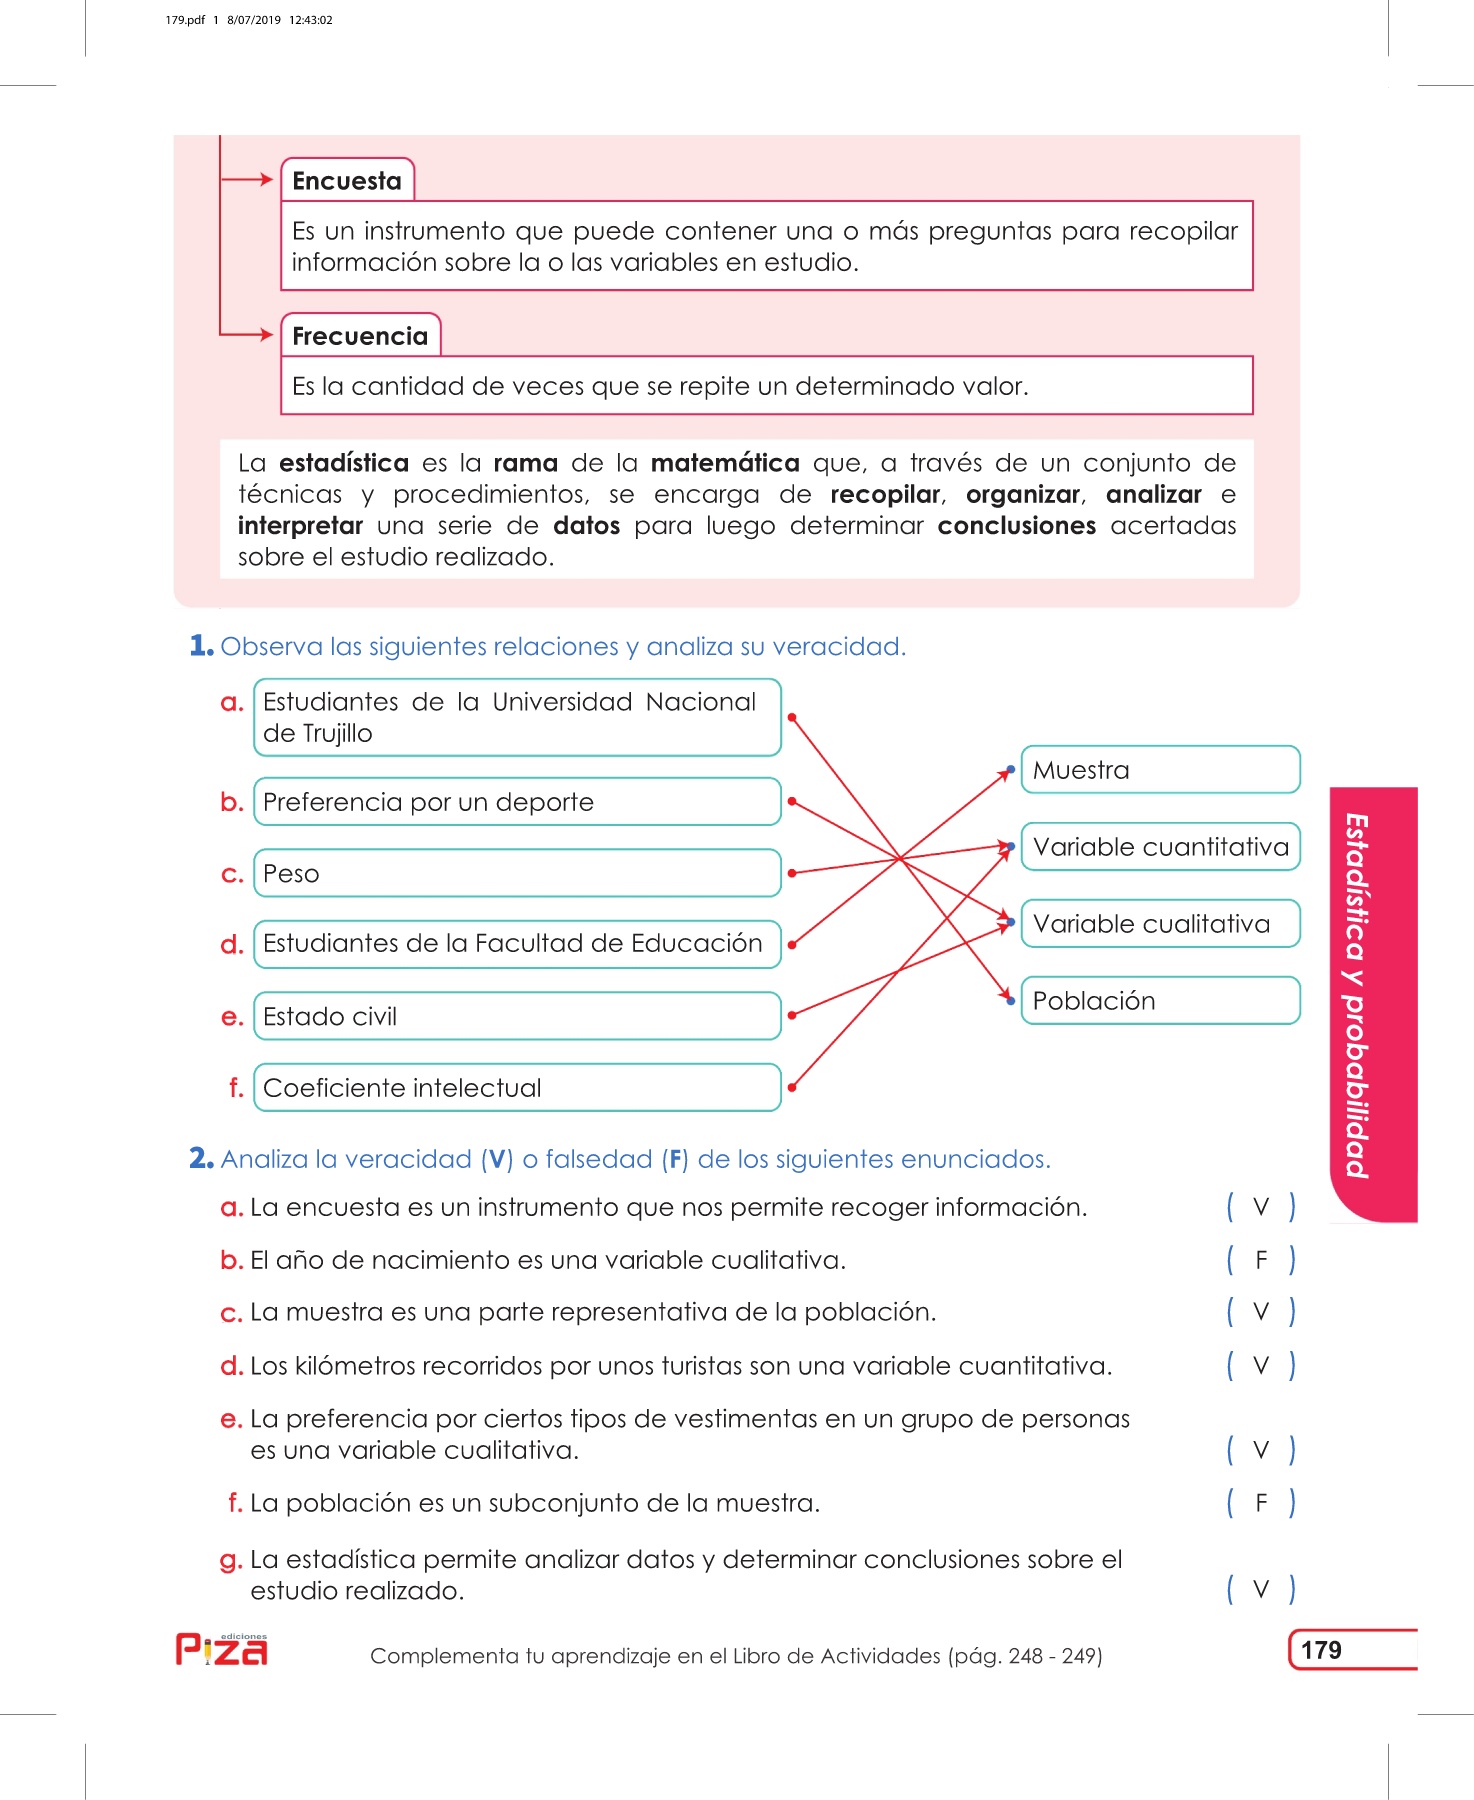 179.pdf 1 8/07/2019 12:43:02
Encuesta
Es un instrumento que puede contener una o más preguntas para recopilar
información sobre la o las variables en estudio.
Frecuencia
Es la cantidad de veces que se repite un determinado valor.
La estadística es la rama de la matemática que, a través de un conjunto de
técnicas y procedimientos, se encarga de recopilar, organizar, analizar e
interpretar una serie de datos para luego determinar conclusiones acertadas
sobre el estudio realizado.
1. Observa las siguientes relaciones y analiza su veracidad.
a. Estudiantes de la Universidad Nacional
de Trujillo
b. Preferencia por un deporte
c. Peso
d. Estudiantes de la Facultad de Educación
e. Estado civil
f. Coeficiente intelectual
Muestra
Variable cuantitativa
Variable cualitativa
Población
Estadística y probabilidad
2. Analiza la veracidad (V) o falsedad (F) de los siguientes enunciados.
a. La encuesta es un instrumento que nos permite recoger información. ( V )
b. El año de nacimiento es una variable cualitativa. ( F )
c. La muestra es una parte representativa de la población. ( V )
d. Los kilómetros recorridos por unos turistas son una variable cuantitativa. ( V )
e. La preferencia por ciertos tipos de vestimentas en un grupo de personas
es una variable cualitativa. ( V )
f. La población es un subconjunto de la muestra. ( F )
g. La estadística permite analizar datos y determinar conclusiones sobre el
estudio realizado. ( V )
ediciones
Piza
Complementa tu aprendizaje en el Libro de Actividades (pág. 248 - 249)
179